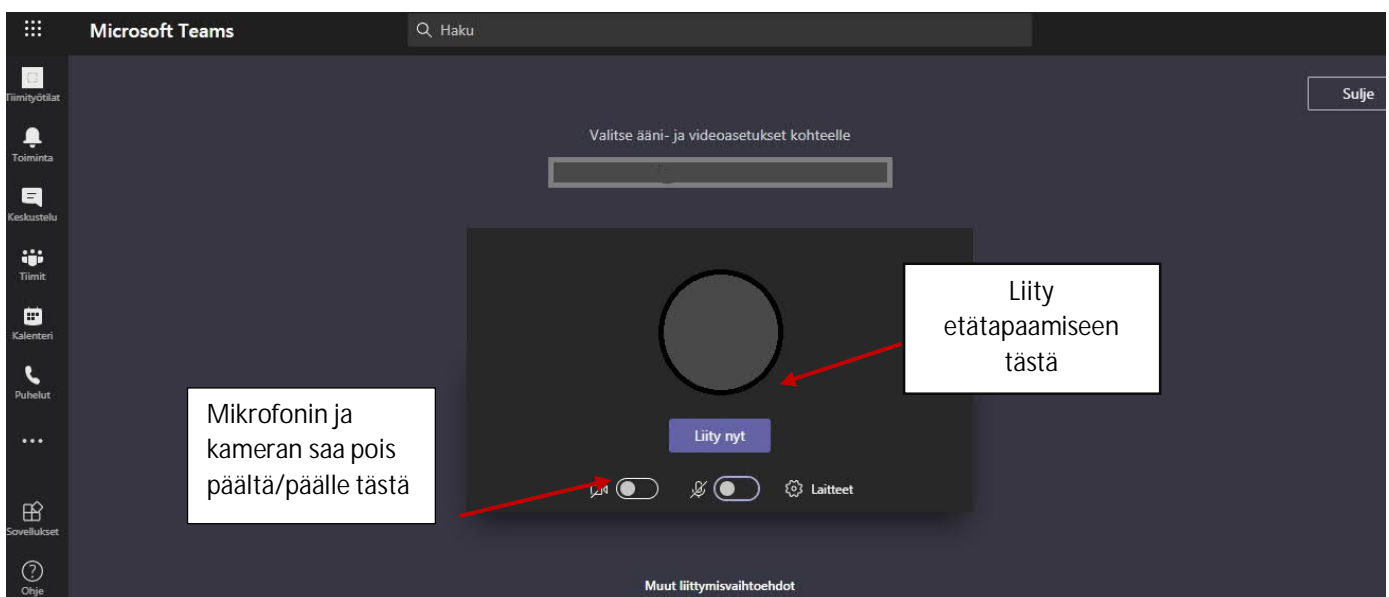 Microsoft Teams
Haku
Tiimityötilat
Toiminta
Keskustelu
Tiimit
Kalenteri
Puhelut
Sovellukset
Ohje
Sulje
Valitse ääni- ja videoasetukset kohteelle
Liity
etätapaamiseen
tästä
Mikrofonin ja
kameran saa pois
päältä/päälle tästä
Liity nyt
Laitteet
Muut liittymisvaihtoehdot